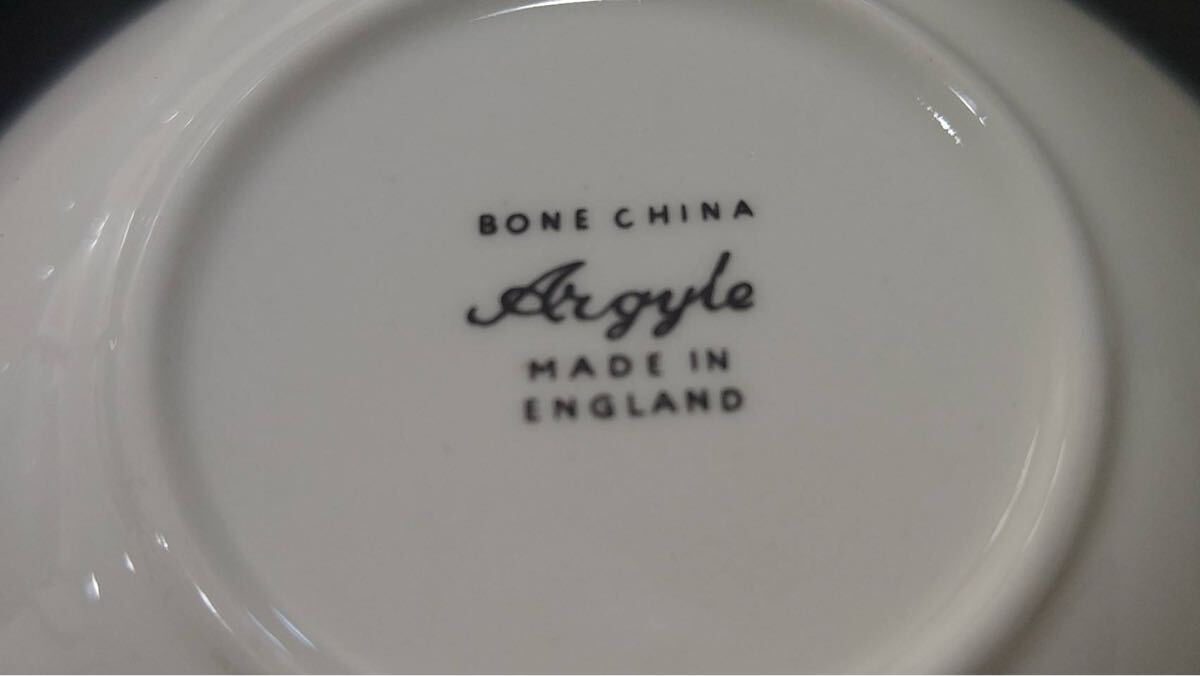 BONE CHINA
Argyle
MADE IN
ENGLAND